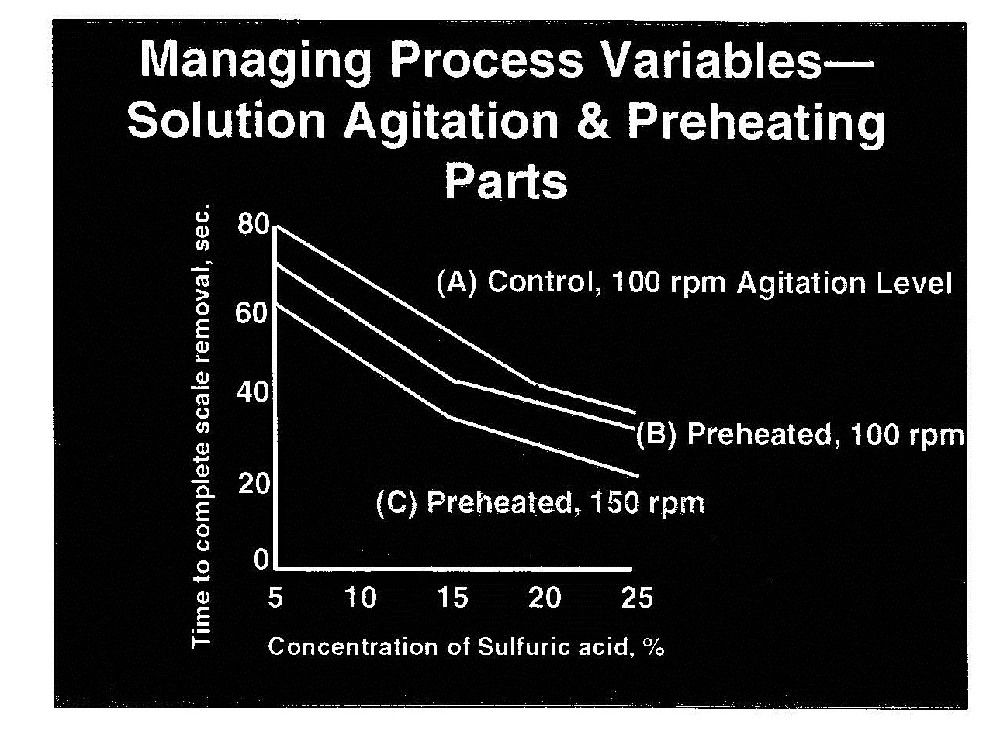 Managing Process Variables—
Solution Agitation & Preheating
Parts
Time to complete scale removal, sec.
80
60
40
20
0
(A) Control, 100 rpm Agitation Level
(B) Preheated, 100 rpm
(C) Preheated, 150 rpm
5 10 15 20 25
Concentration of Sulfuric acid, %